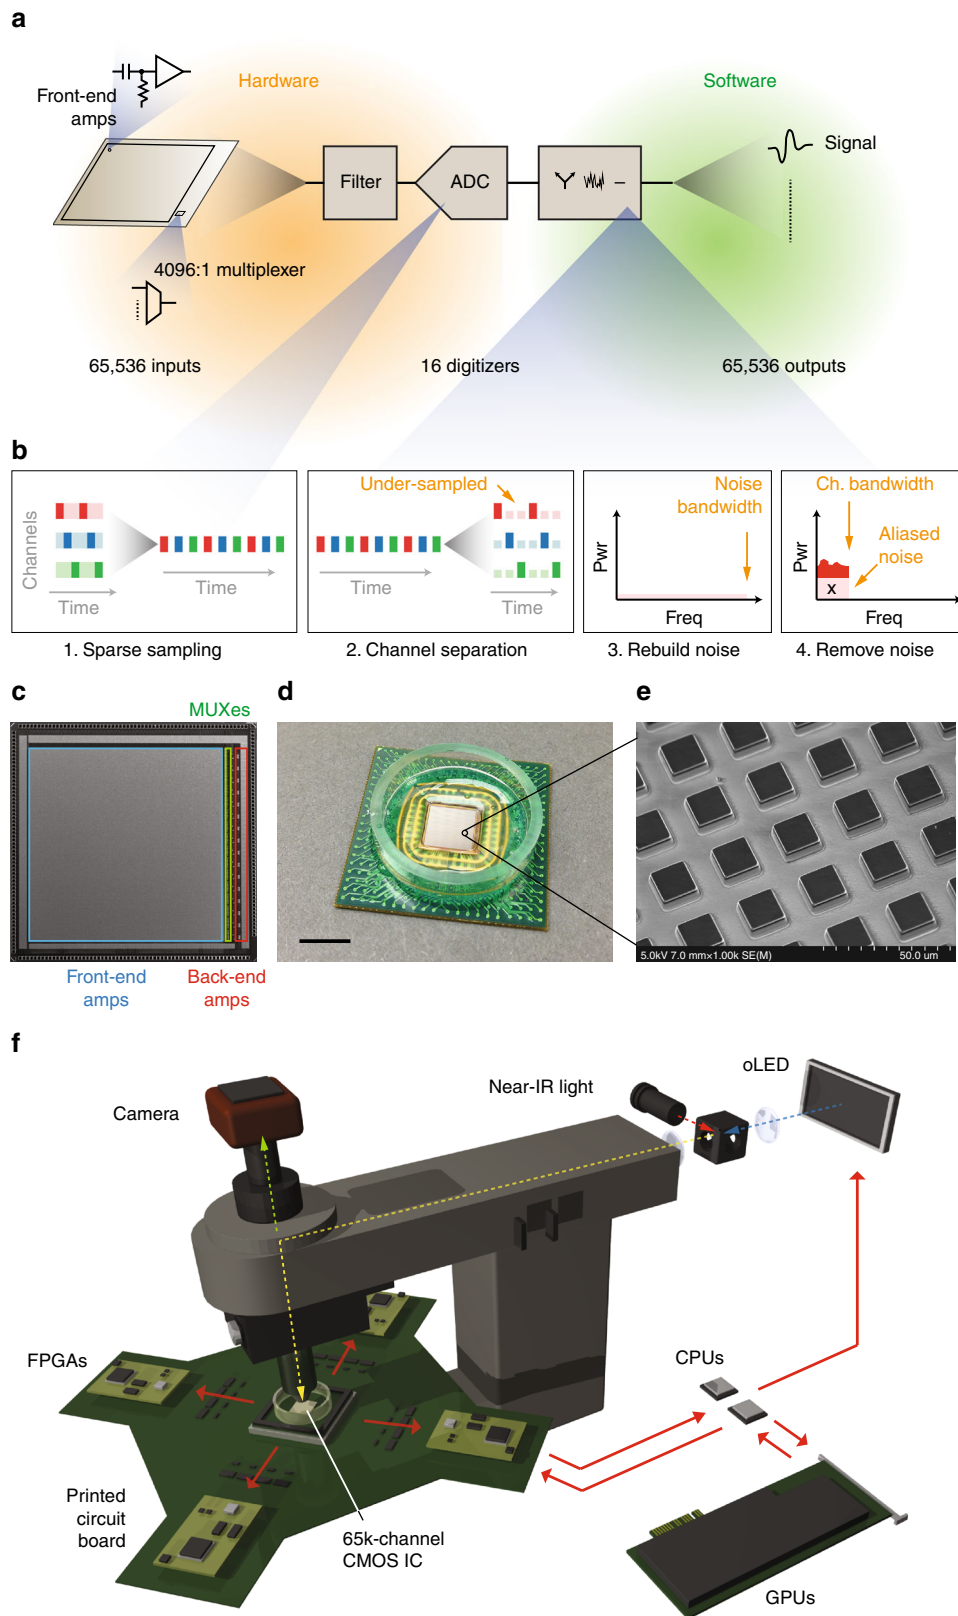 a
Hardware
Software
Front-end
amps
Filter
ADC
Signal
4096:1 multiplexer
65,536 inputs
16 digitizers
65,536 outputs
b
Channels
Time
Time
Under-sampled
Time
Time
Noise
bandwidth
Pwr
Freq
Ch. bandwidth
Aliased
noise
Pwr
X
Freq
1. Sparse sampling
2. Channel separation
3. Rebuild noise
4. Remove noise
c
MUXes
Front-end
amps
Back-end
amps
d
e
5.0kV 7.0 mm×1.00k SE(M)
50.0 um
f
Camera
Near-IR light
oLED
FPGAs
CPUs
Printed
circuit
board
65k-channel
CMOS IC
GPUs